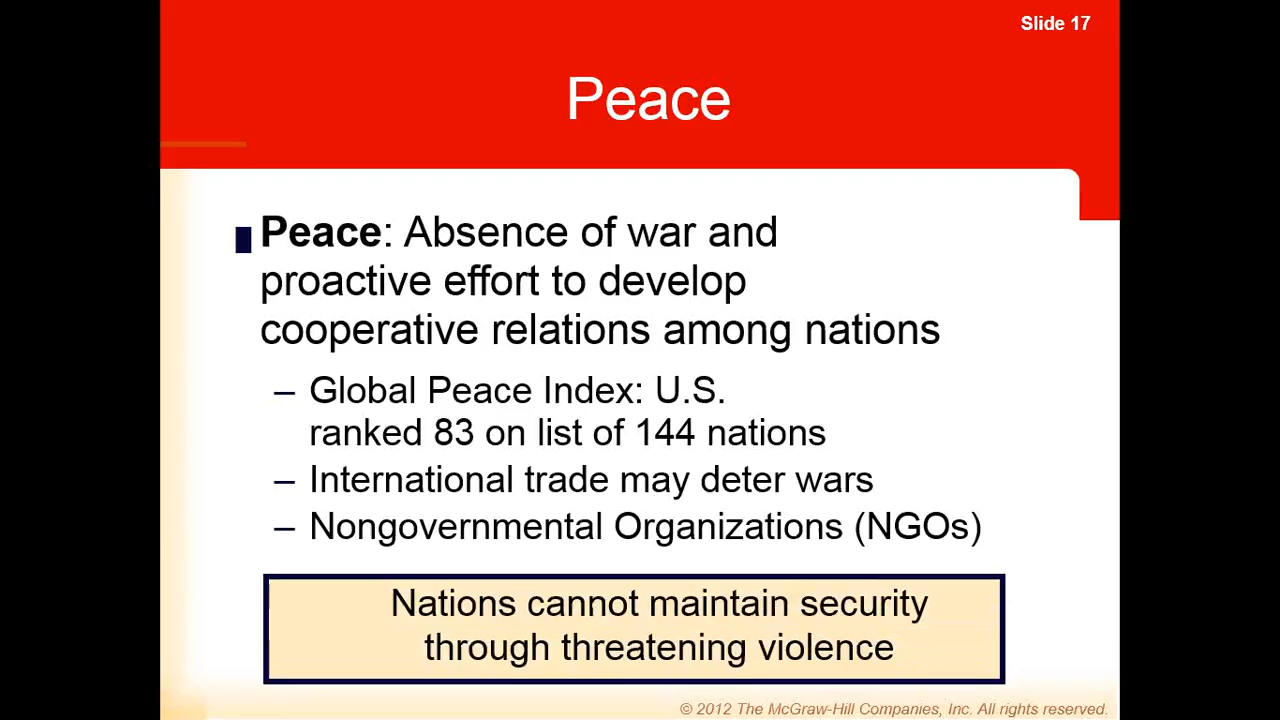 Slide 17
Peace
Peace: Absence of war and
proactive effort to develop
cooperative relations among nations
– Global Peace Index: U.S.
ranked 83 on list of 144 nations
– International trade may deter wars
– Nongovernmental Organizations (NGOs)
Nations cannot maintain security
through threatening violence
© 2012 The McGraw-Hill Companies, Inc. All rights reserved.